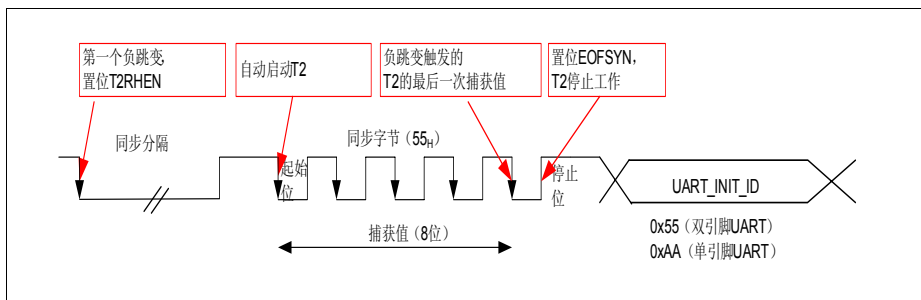 第一个负跳变,
置位T2RHEN
自动启动T2
负跳变触发的
T2的最后一次捕获值
置位EOFSYN，
T2停止工作
同步分隔
同步字节（55H）
起始
位
停止
位
UART_INIT_ID
捕获值（8位）
0x55（双引脚UART）
0xAA（单引脚UART）